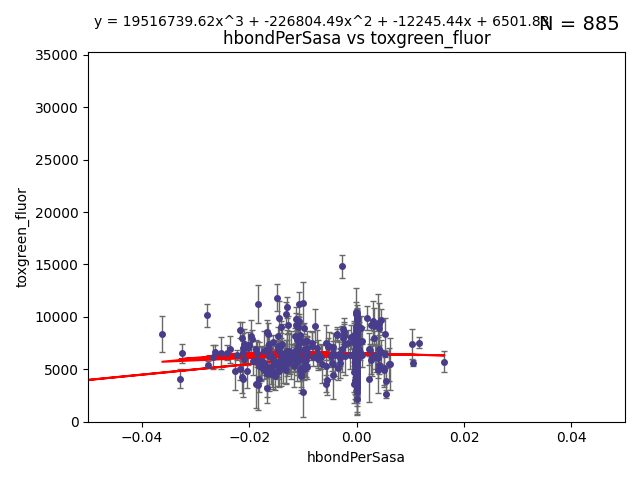 y = 19516739.62x^3 + -226804.49x^2 + -12245.44x + 6501.83
N = 885
hbondPerSasa vs toxgreen_fluor
35000
30000
25000
20000
15000
10000
5000
0
toxgreen_fluor
−0.04
−0.02
0.00
0.02
0.04
hbondPerSasa